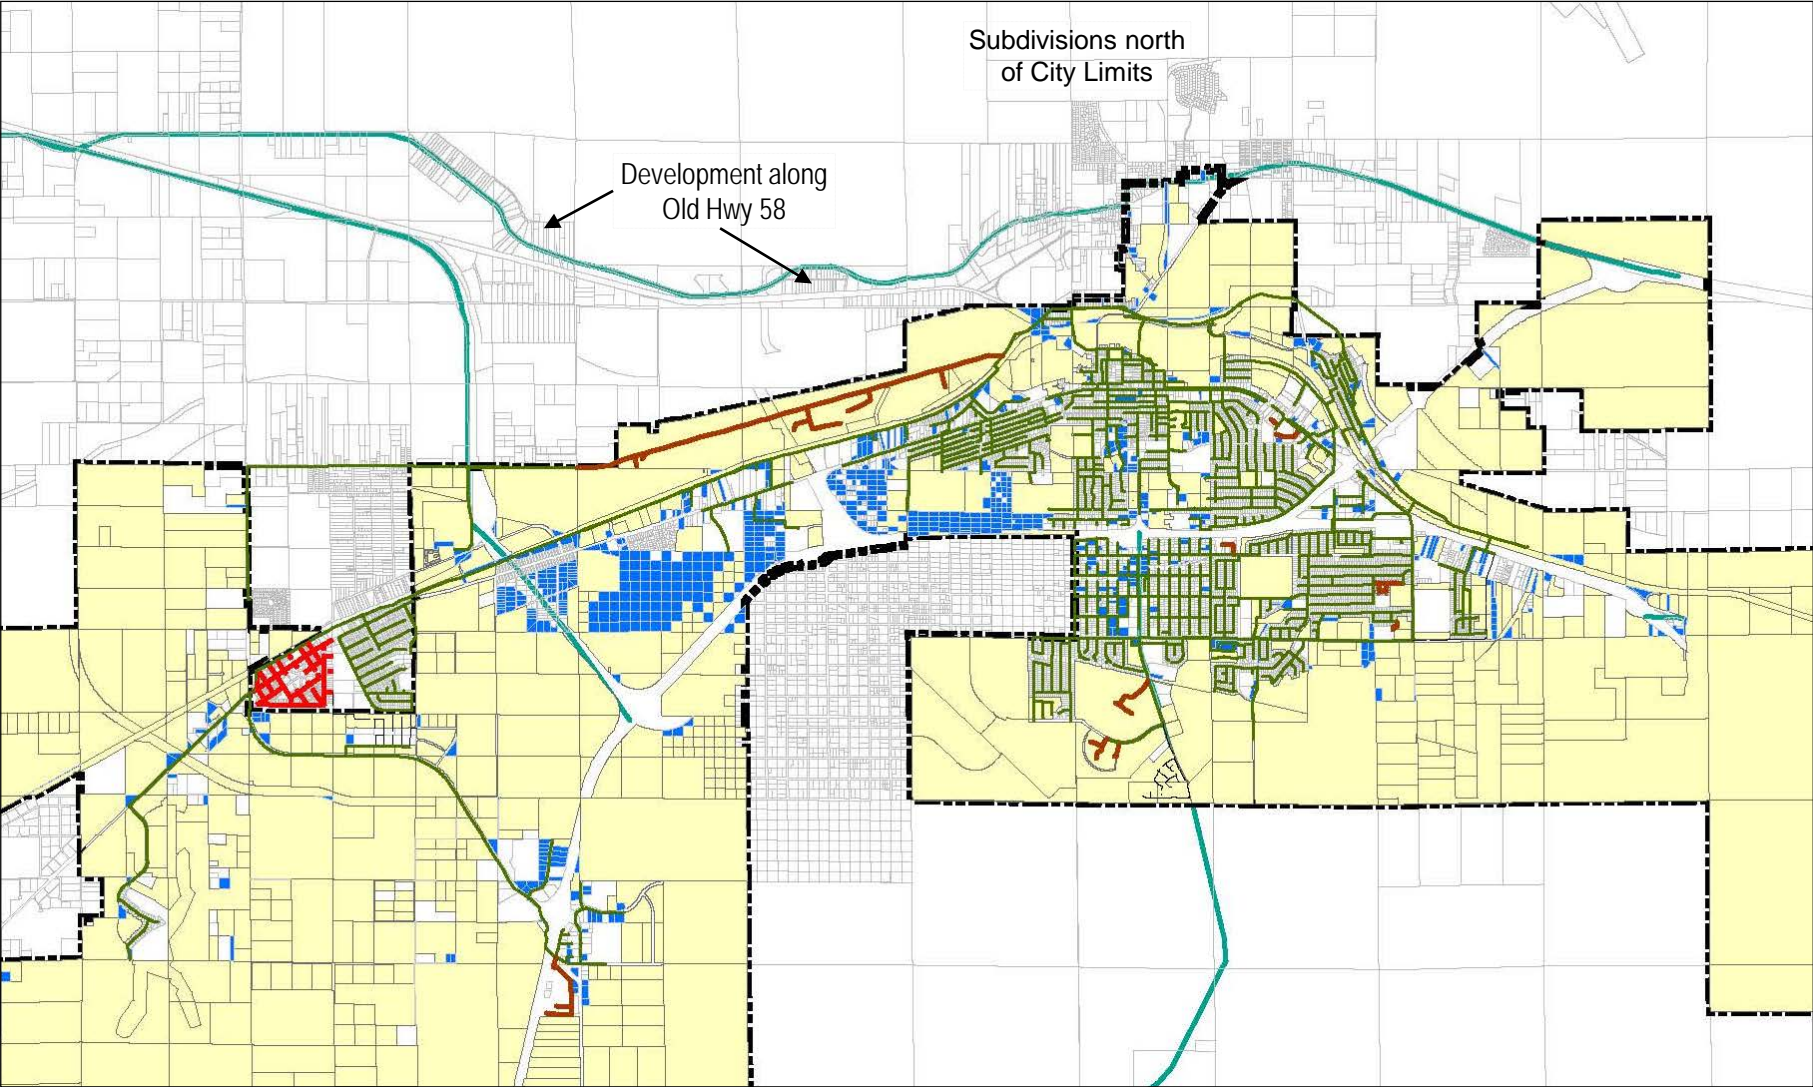 Subdivisions north
of City Limits
Development along
Old Hwy 58